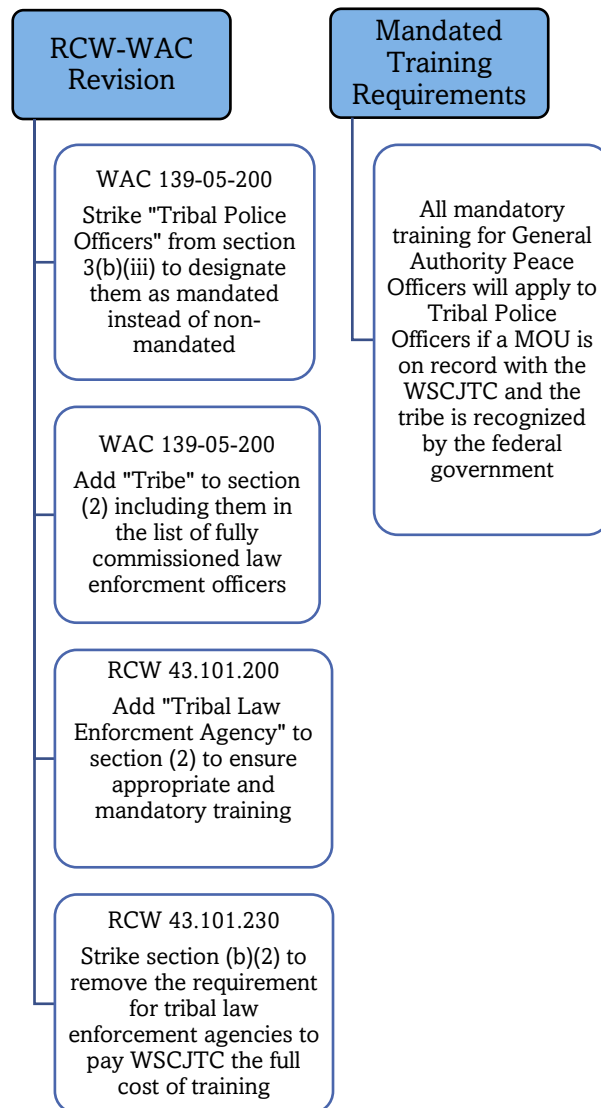 RCW-WAC
Revision
WAC 139-05-200
Strike "Tribal Police
Officers" from section
3(b)(iii) to designate
them as mandated
instead of non-
mandated
WAC 139-05-200
Add "Tribe" to section
(2) including them in
the list of fully
commissioned law
enforcment officers
RCW 43.101.200
Add "Tribal Law
Enforcment Agency" to
section (2) to ensure
appropriate and
mandatory training
RCW 43.101.230
Strike section (b)(2) to
remove the requirement
for tribal law
enforcement agencies to
pay WSCJTC the full
cost of training
Mandated
Training
Requirements
All mandatory
training for General
Authority Peace
Officers will apply to
Tribal Police
Officers if a MOU is
on record with the
WSCJTC and the
tribe is recognized
by the federal
government